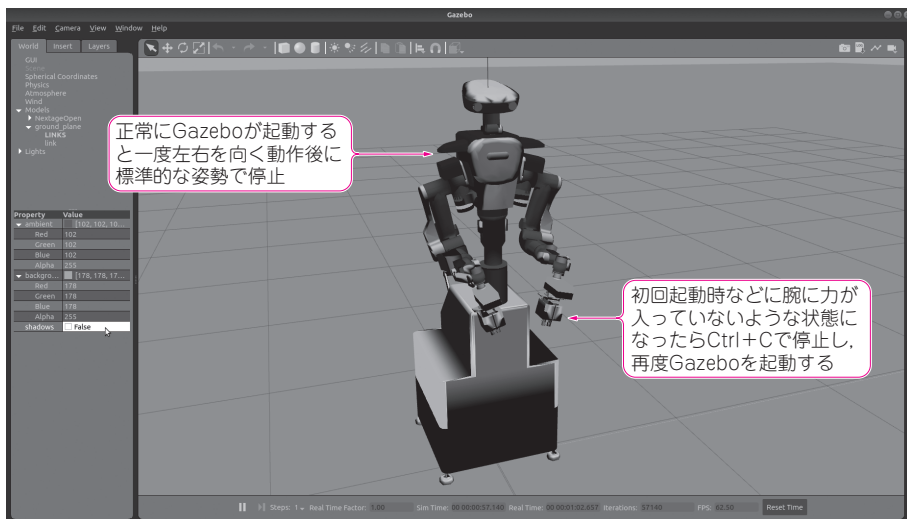 Gazebo
File Edit Camera View Window Help
World Insert Layers
GUI
Scene
Spherical Coordinates
Physics
Atmosphere
Wind
Models
NextageOpen
ground_plane
LINKS
link
Lights
正常にGazeboが起動する
と一度左右を向く動作後に
標準的な姿勢で停止
Property Value
ambient [102, 102, 10...
Red 102
Green 102
Blue 102
Alpha 255
backgro... [178, 178, 17...
Red 178
Green 178
Blue 178
Alpha 255
shadows False
初回起動時などに腕に力が
入っていないような状態に
なったらCtrl+Cで停止し,
再度Gazeboを起動する
Steps: 1 Real Time Factor: 1.00 Sim Time: 00 00:00:57.140 Real Time: 00 00:01:02.657 Iterations: 57140 FPS: 62.50 Reset Time